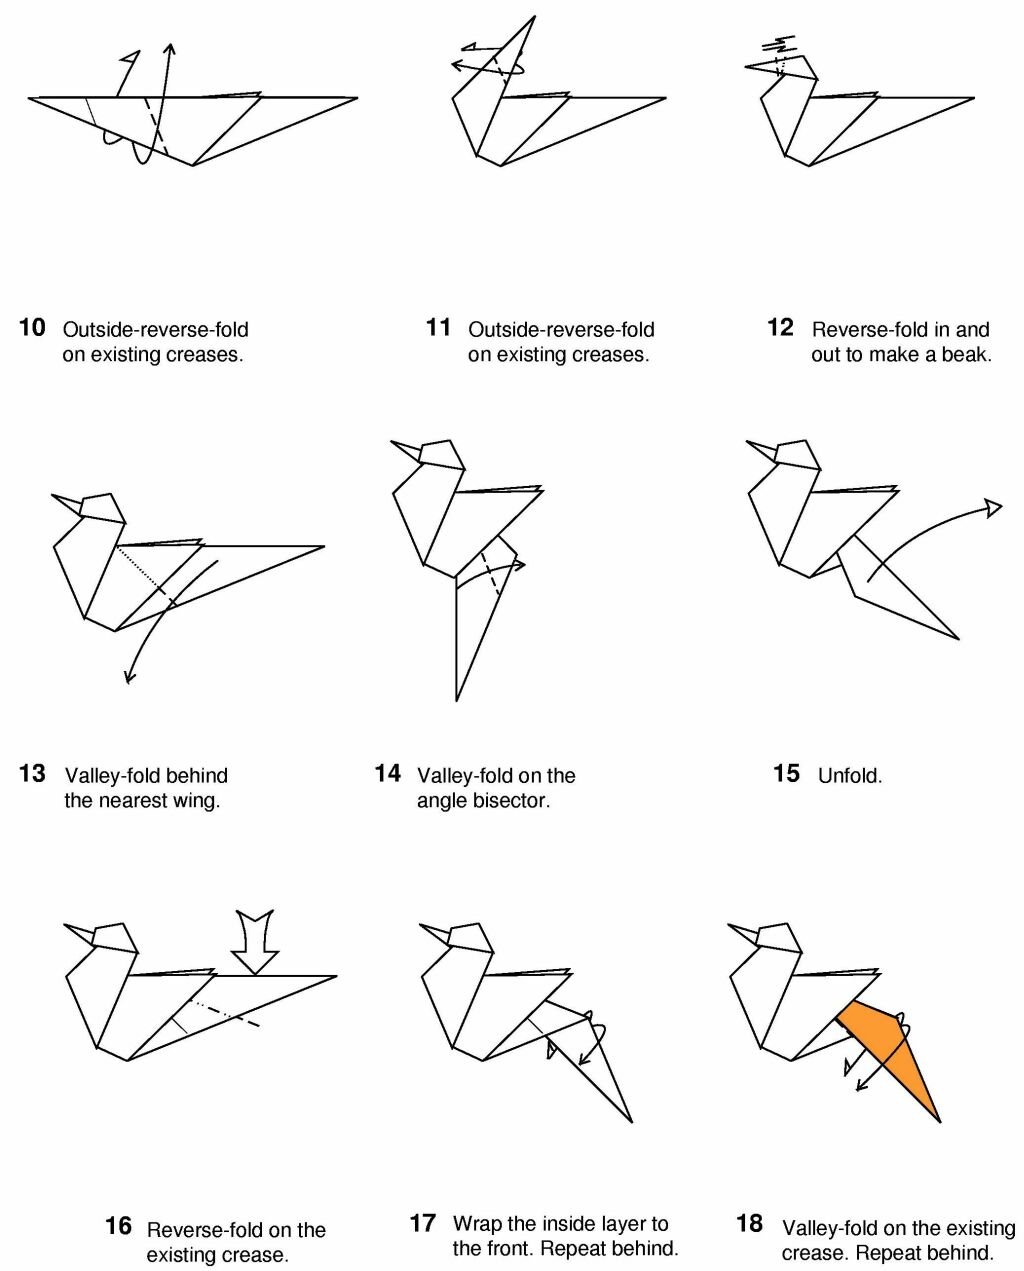 10 Outside-reverse-fold
on existing creases.
11 Outside-reverse-fold
on existing creases.
12 Reverse-fold in and
out to make a beak.
13 Valley-fold behind
the nearest wing.
14 Valley-fold on the
angle bisector.
15 Unfold.
16 Reverse-fold on the
existing crease.
17 Wrap the inside layer to
the front. Repeat behind.
18 Valley-fold on the existing
crease. Repeat behind.